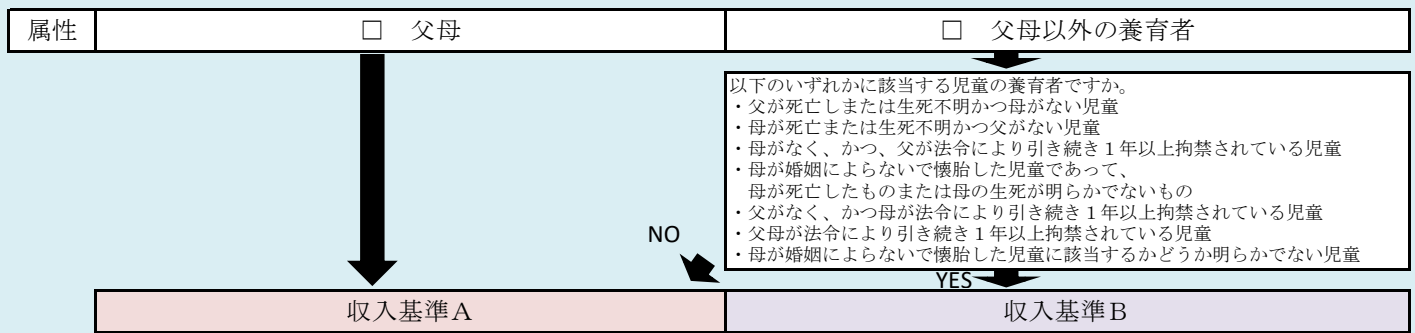 属性
□ 父母
□ 父母以外の養育者
以下のいずれかに該当する児童の養育者ですか。
・父が死亡しまたは生死不明かつ母がない児童
・母が死亡または生死不明かつ父がない児童
・母がなく、かつ、父が法令により引き続き１年以上拘禁されている児童
・母が婚姻によらないで懐胎した児童であって、
母が死亡したものまたは母の生死が明らかでないもの
・父がなく、かつ母が法令により引き続き１年以上拘禁されている児童
・父母が法令により引き続き１年以上拘禁されている児童
・母が婚姻によらないで懐胎した児童に該当するかどうか明らかでない児童
NO
YES
収入基準Ａ
収入基準Ｂ